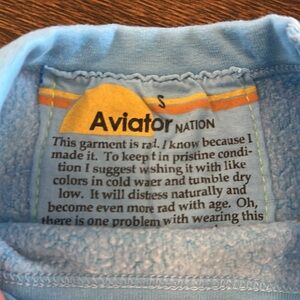 S
Aviator NATION
This garment is rad. I know because I
made it. To keep it in pristine condi-
tion I suggest washing it with like
colors in cold water and tumble dry
low. It will distress naturally and
become even more rad with age. Oh,
there is one problem with wearing this